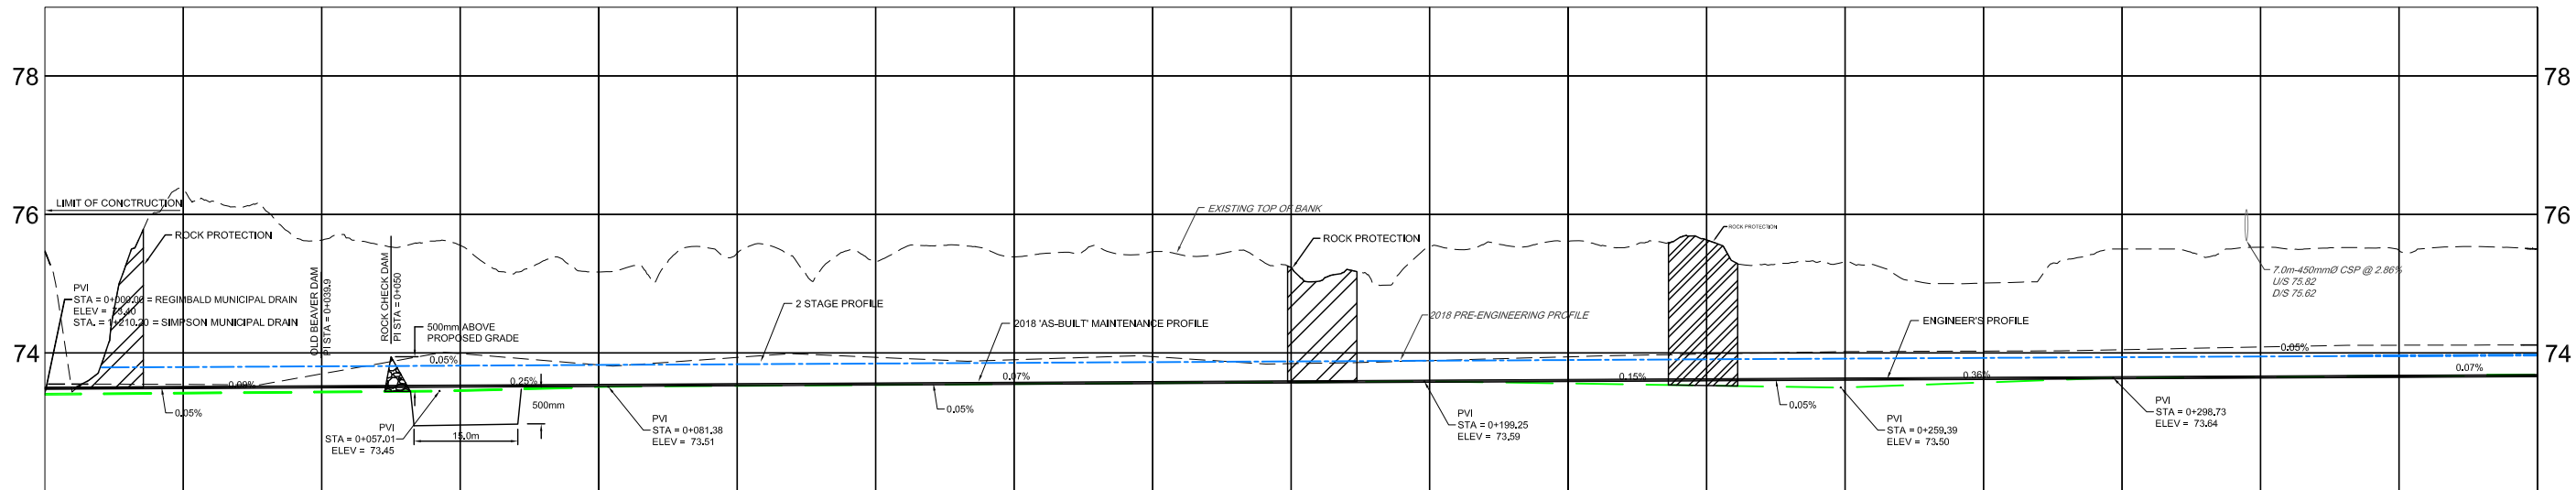 78
78
76
76
74
74
LIMIT OF CONCTRUCTION
ROCK PROTECTION
PVI
STA = 0+000.00 = REGIMBALD MUNICIPAL DRAIN
ELEV = 73.40
STA. = 1+210.20 = SIMPSON MUNICIPAL DRAIN
OLD BEAVER DAM
PI STA = 0+039.9
ROCK CHECK DAM
PI STA = 0+050
500mm ABOVE
PROPOSED GRADE
0.05%
0.09%
0.05%
0.25%
500mm
15.0m
PVI
STA = 0+057.01
ELEV = 73.45
PVI
STA = 0+081.38
ELEV = 73.51
2 STAGE PROFILE
0.07%
0.05%
2018 'AS-BUILT' MAINTENANCE PROFILE
EXISTING TOP OF BANK
ROCK PROTECTION
2018 PRE-ENGINEERING PROFILE
PVI
STA = 0+199.25
ELEV = 73.59
0.15%
ROCK PROTECTION
0.05%
ENGINEER'S PROFILE
PVI
STA = 0+259.39
ELEV = 73.50
0.36%
PVI
STA = 0+298.73
ELEV = 73.64
7.0m-450mmØ CSP @ 2.86%
U/S 75.82
D/S 75.62
0.05%
0.07%